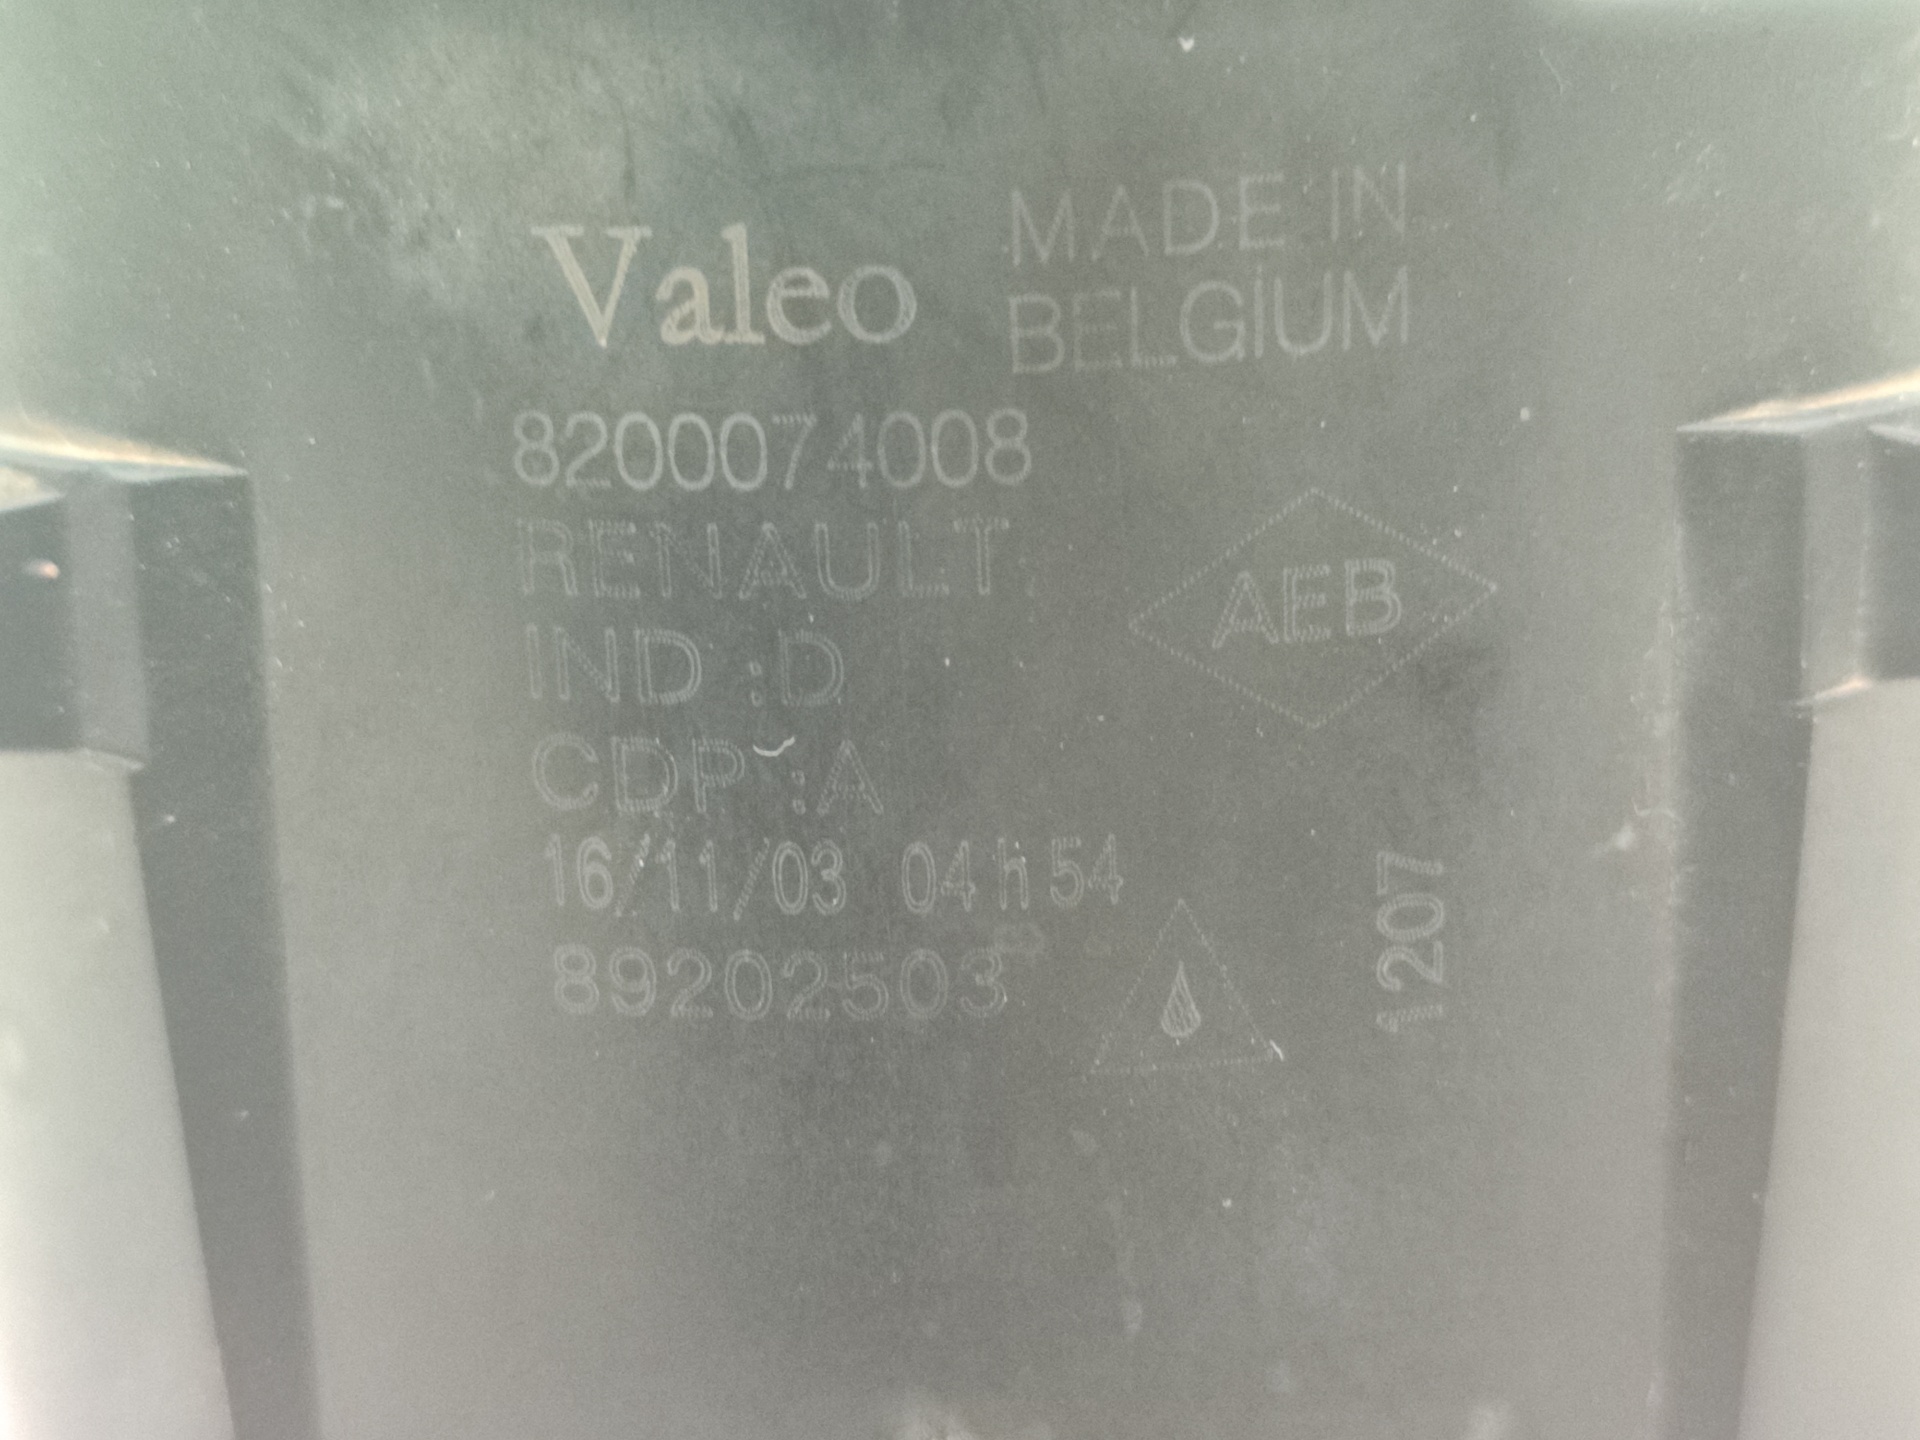 Valeo
MADE IN
BELGIUM
8200074008
RENAULT
IND :D
AEB
CDP :A
16/11/03 04 h 54
89202503
1207